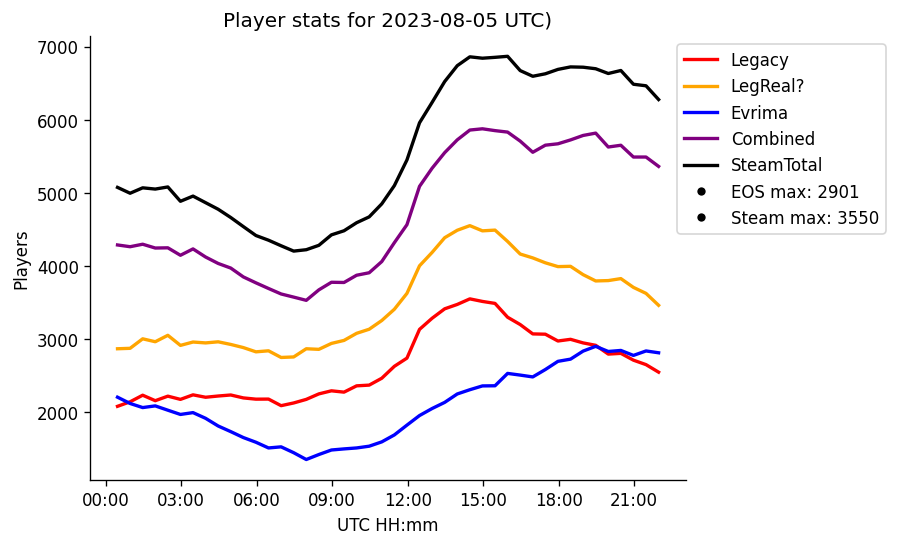 Player stats for 2023-08-05 UTC)
7000
6000
5000
4000
3000
2000
Players
00:00 03:00 06:00 09:00 12:00 15:00 18:00 21:00
UTC HH:mm
Legacy
LegReal?
Evrima
Combined
SteamTotal
EOS max: 2901
Steam max: 3550